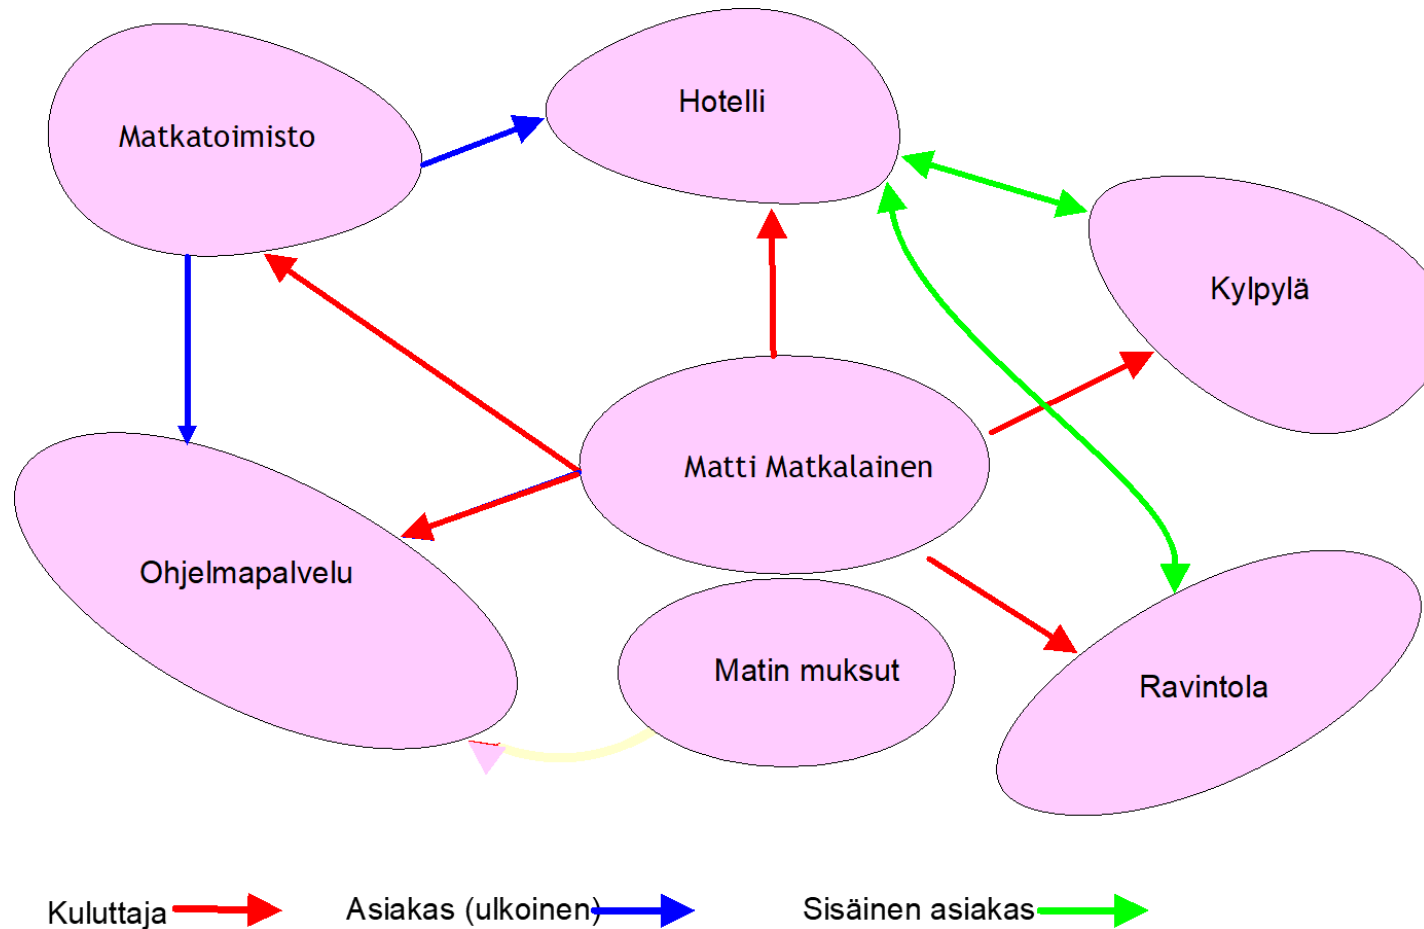 Hotelli
Matkatoimisto
Kylpylä
Matti Matkalainen
Ohjelmapalvelu
Matin muksut
Ravintola
Kuluttaja
Asiakas (ulkoinen)
Sisäinen asiakas